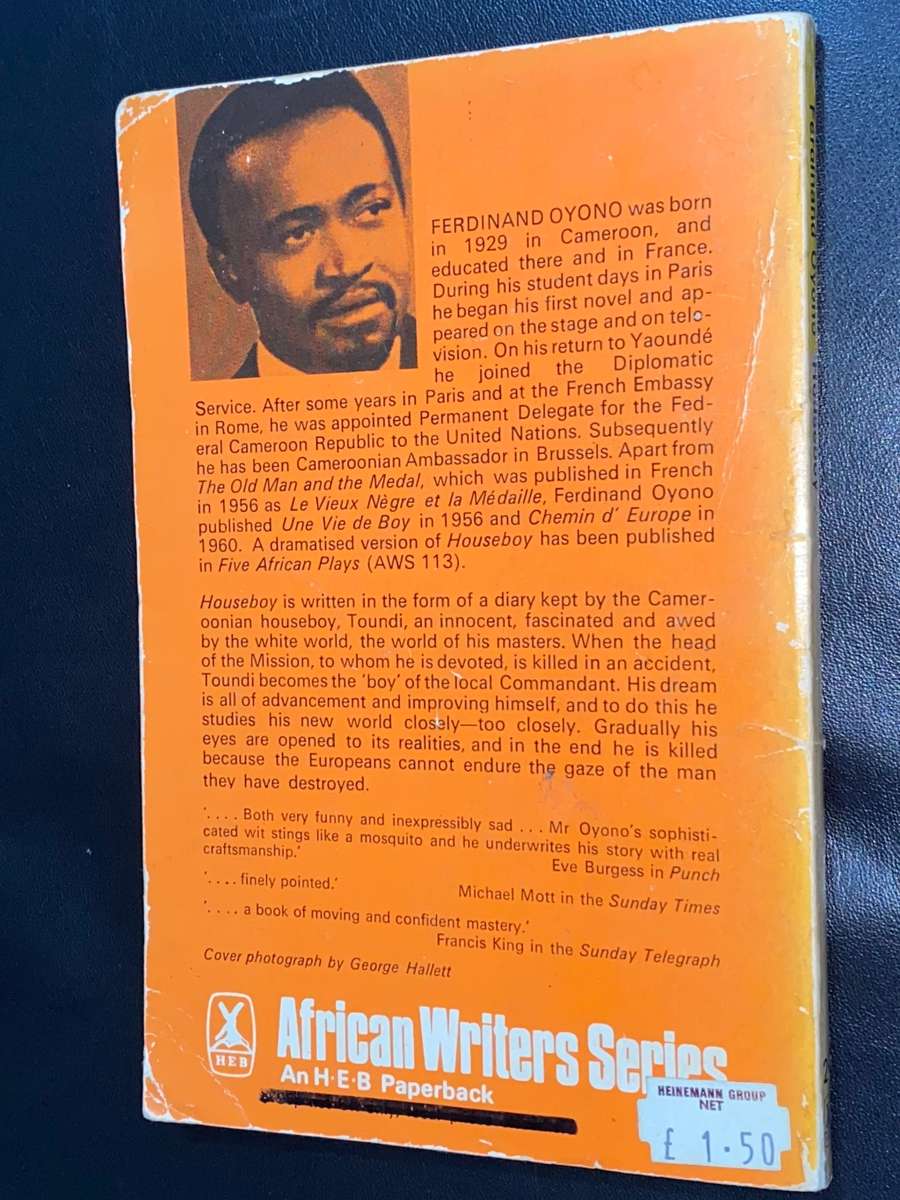 FERDINAND OYONO was born
in 1929 in Cameroon, and
educated there and in France.
During his student days in Paris
he began his first novel and ap-
peared on the stage and on tele-
vision. On his return to Yaoundé
he joined the Diplomatic
Service. After some years in Paris and at the French Embassy
in Rome, he was appointed Permanent Delegate for the Fed-
eral Cameroon Republic to the United Nations. Subsequently
he has been Cameroonian Ambassador in Brussels. Apart from
The Old Man and the Medal, which was published in French
in 1956 as Le Vieux Nègre et la Médaille, Ferdinand Oyono
published Une Vie de Boy in 1956 and Chemin d' Europe in
1960. A dramatised version of Houseboy has been published
in Five African Plays (AWS 113).
Houseboy is written in the form of a diary kept by the Camer-
oonian houseboy, Toundi, an innocent, fascinated and awed
by the white world, the world of his masters. When the head
of the Mission, to whom he is devoted, is killed in an accident,
Toundi becomes the 'boy' of the local Commandant. His dream
is all of advancement and improving himself, and to do this he
studies his new world closely—too closely. Gradually his
eyes are opened to its realities, and in the end he is killed
because the Europeans cannot endure the gaze of the man
they have destroyed.
'. . . . Both very funny and inexpressibly sad . . . Mr Oyono's sophisti-
cated wit stings like a mosquito and he underwrites his story with real
craftsmanship.'
Eve Burgess in Punch
'. . . . finely pointed.'
Michael Mott in the Sunday Times
'. . . . a book of moving and confident mastery.'
Francis King in the Sunday Telegraph
Cover photograph by George Hallett
HEB
African Writers Series
An H·E·B Paperback
HEINEMANN GROUP
NET
£ 1·50
Ferdinand Oyono